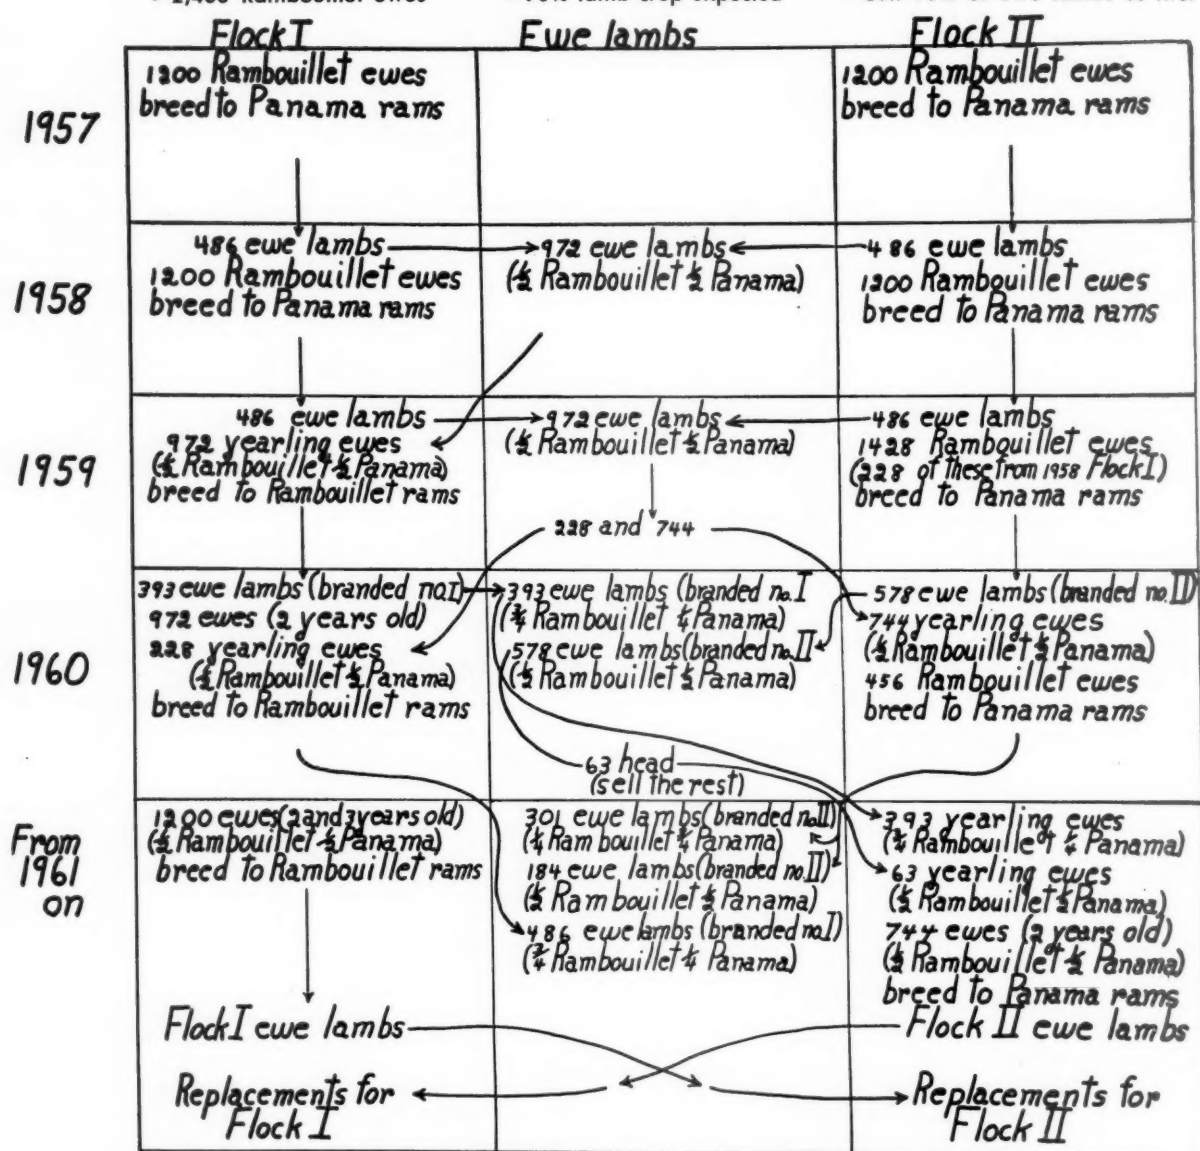 2,400 Rambouillet ewes
lamb crop expected
Flock I
Ewe lambs
Flock II
1957
1200 Rambouillet ewes
breed to Panama rams
1200 Rambouillet ewes
breed to Panama rams
1958
486 ewe lambs
1200 Rambouillet ewes
breed to Panama rams
972 ewe lambs
(½ Rambouillet ½ Panama)
486 ewe lambs
1200 Rambouillet ewes
breed to Panama rams
1959
486 ewe lambs
972 yearling ewes
(½ Rambouillet ½ Panama)
breed to Rambouillet rams
972 ewe lambs
(½ Rambouillet ½ Panama)
228 and 744
486 ewe lambs
1428 Rambouillet ewes
(228 of these from 1958 Flock I)
breed to Panama rams
1960
393 ewe lambs (branded no. I)
972 ewes (2 years old)
228 yearling ewes
(½ Rambouillet ½ Panama)
breed to Rambouillet rams
393 ewe lambs (branded no. I
(¾ Rambouillet ¼ Panama)
578 ewe lambs (branded no. II
(½ Rambouillet ½ Panama)
63 head
(sell the rest)
578 ewe lambs (branded no. II)
744 yearling ewes
(½ Rambouillet ½ Panama)
456 Rambouillet ewes
breed to Panama rams
From
1961
on
1200 ewes (2 and 3 years old)
(½ Rambouillet ½ Panama)
breed to Rambouillet rams
Flock I ewe lambs
Replacements for
Flock I
301 ewe lambs (branded no. II)
(¼ Rambouillet ¾ Panama)
184 ewe lambs (branded no. II)
(½ Rambouillet ½ Panama)
486 ewe lambs (branded no. I)
(¾ Rambouillet ¼ Panama)
393 yearling ewes
(¾ Rambouillet ¼ Panama)
63 yearling ewes
(½ Rambouillet ½ Panama)
744 ewes (2 years old)
(½ Rambouillet ½ Panama)
breed to Panama rams
Flock II ewe lambs
Replacements for
Flock II